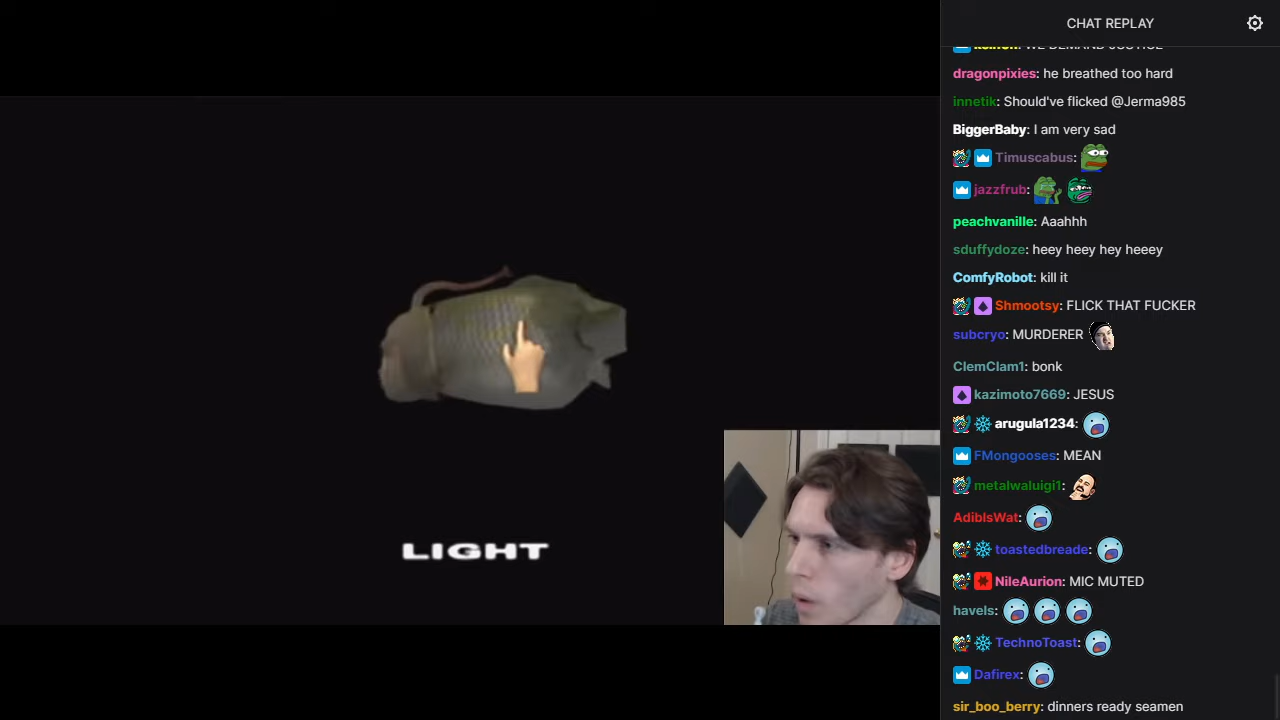 CHAT REPLAY
dragonpixies: he breathed too hard
innetik: Should've flicked @Jerma985
BiggerBaby: I am very sad
Timuscabus:
jazzfrub:
peachvanille: Aaahhh
sduffydoze: heey heey hey heeey
ComfyRobot: kill it
Shmootsy: FLICK THAT FUCKER
subcryo: MURDERER
ClemClam1: bonk
kazimoto7669: JESUS
arugula1234:
FMongooses: MEAN
metalwaluigi1:
AdibIsWat:
toastedbreade:
NileAurion: MIC MUTED
havels:
TechnoToast:
Dafirex:
sir_boo_berry: dinners ready seamen
LIGHT